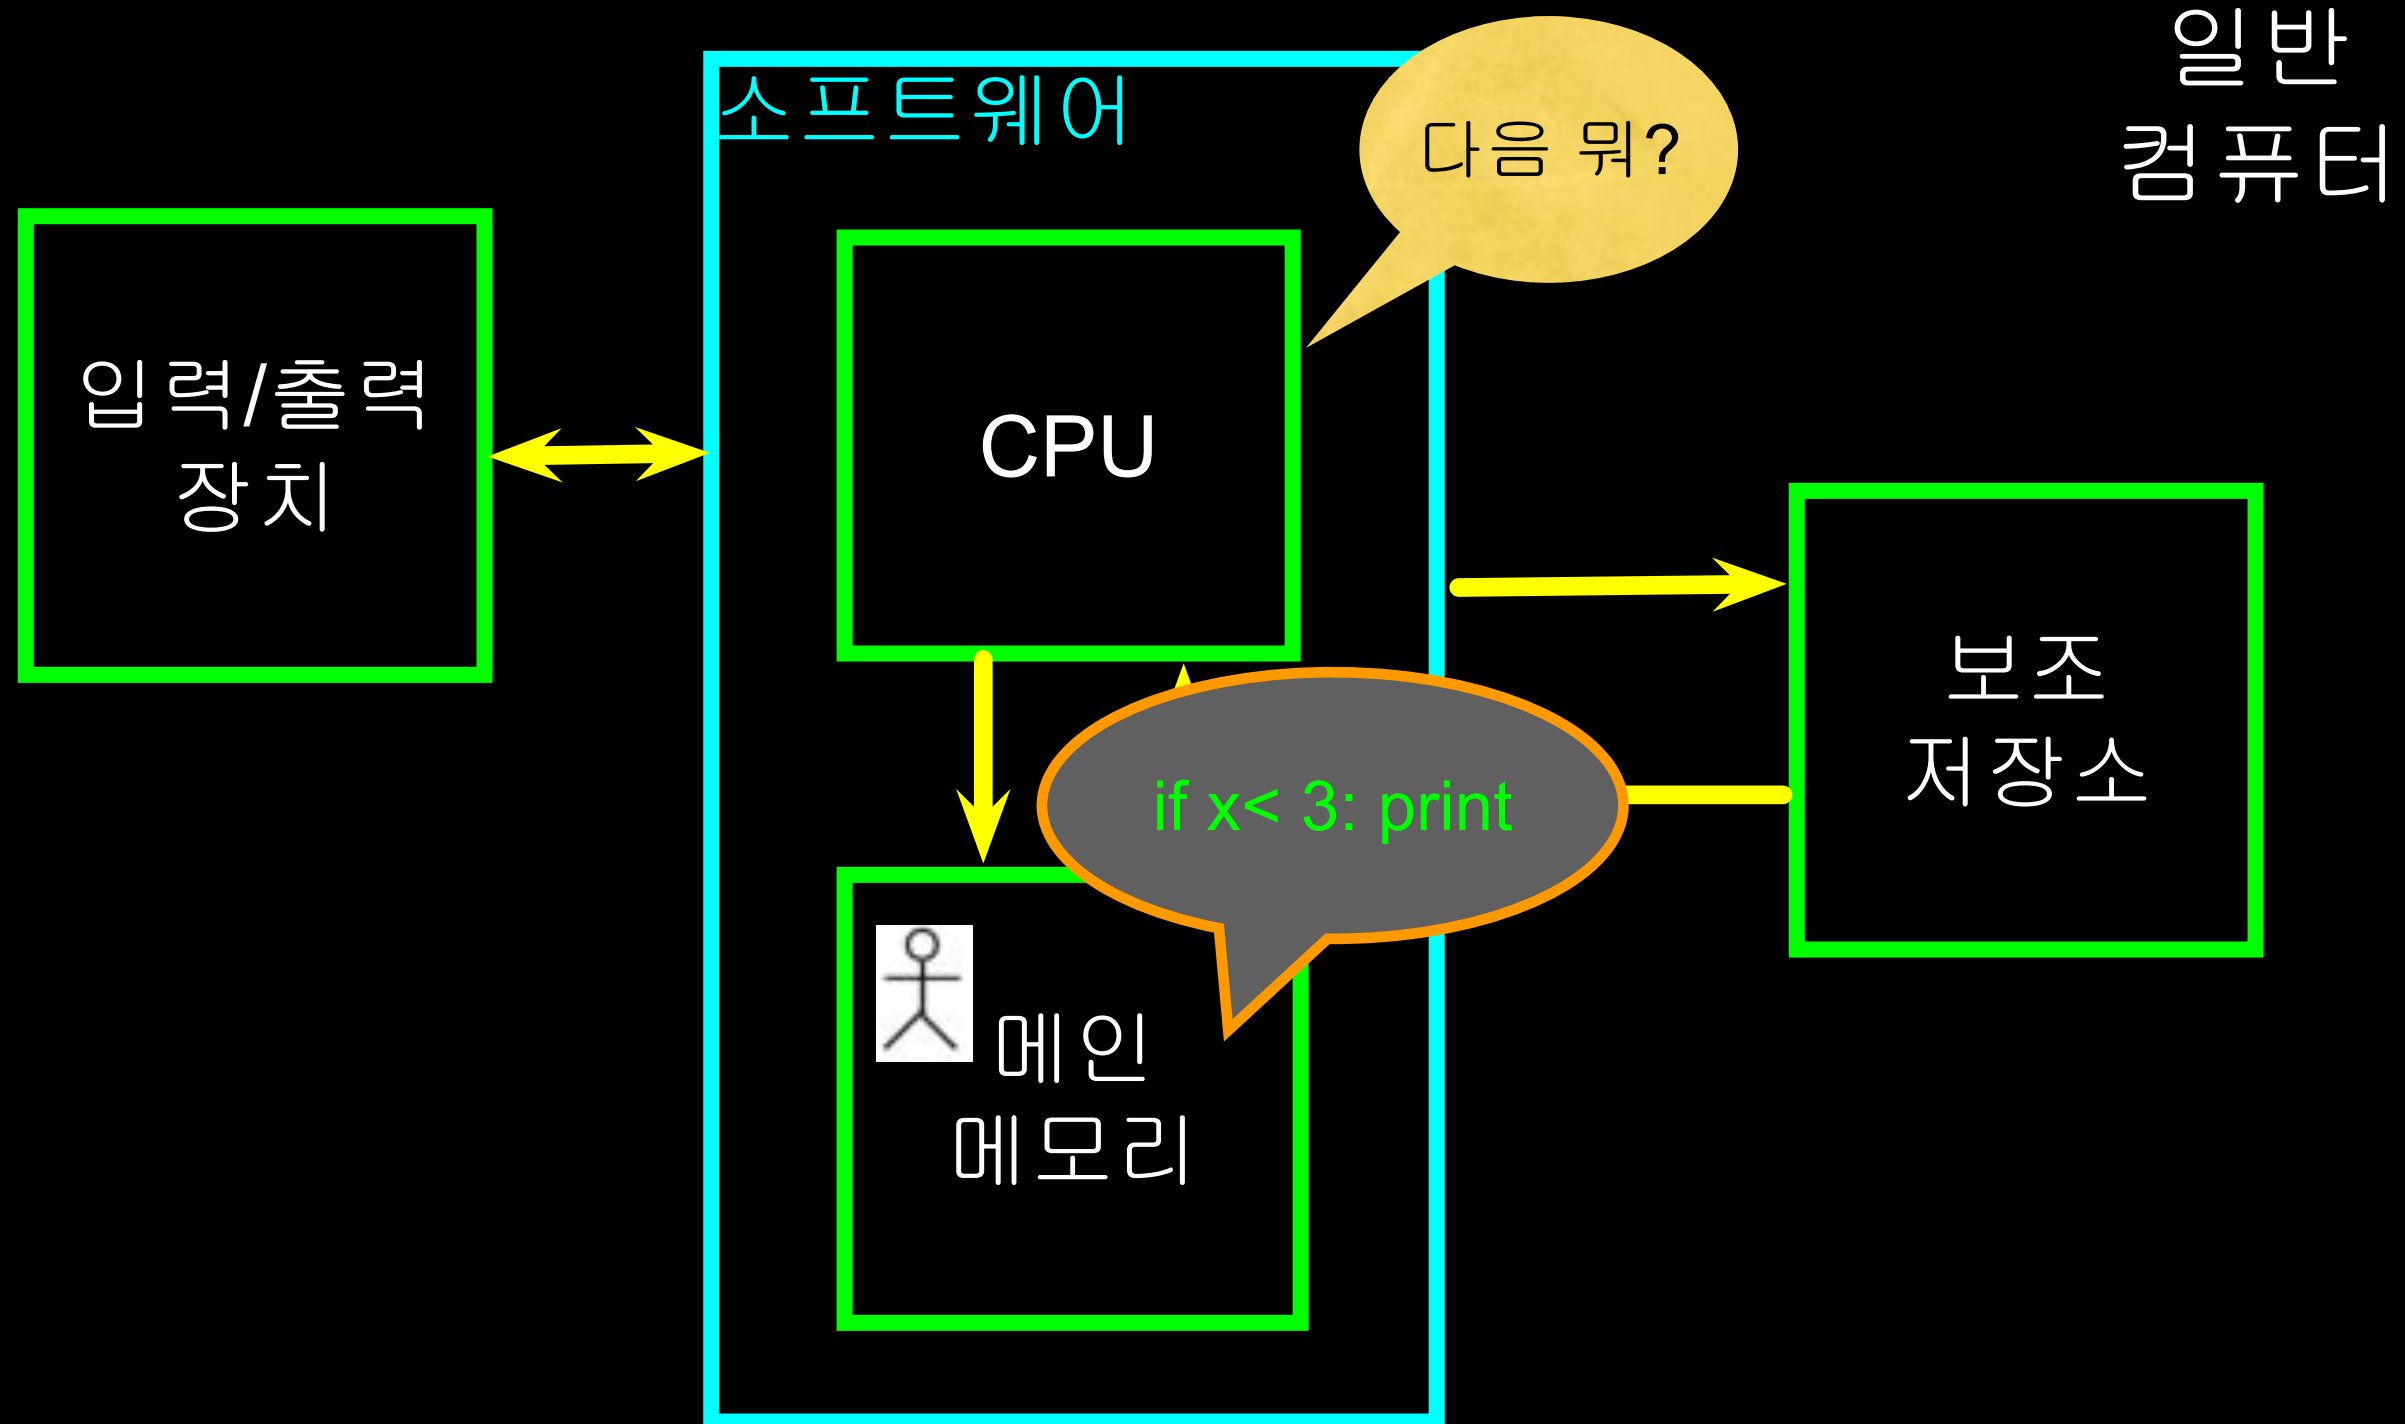 일반
컴퓨터
소프트웨어
다음 뭐?
입력/출력
장치
CPU
if x< 3: print
보조
저장소
메인
메모리